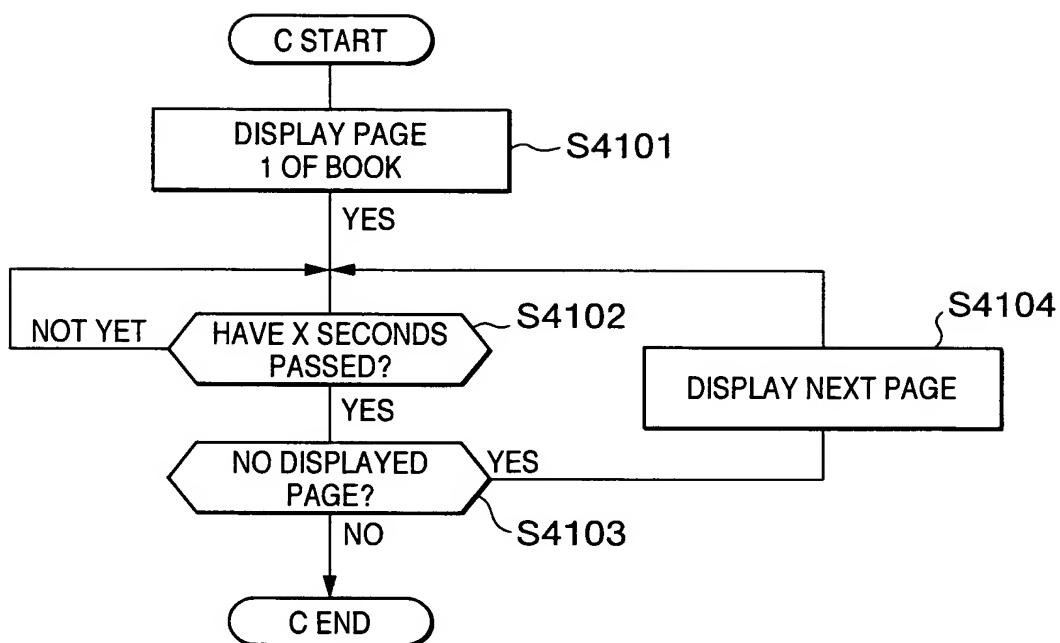 C START
DISPLAY PAGE
1 OF BOOK
S4101
YES
NOT YET
HAVE X SECONDS
PASSED?
S4102
S4104
DISPLAY NEXT PAGE
YES
NO DISPLAYED
PAGE?
YES
S4103
NO
C END